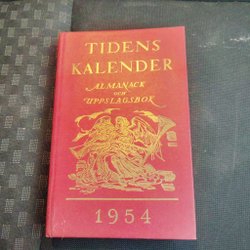 TIDENS
KALENDER
ALMANACK
OCH
UPPSLAGSBOK
1954